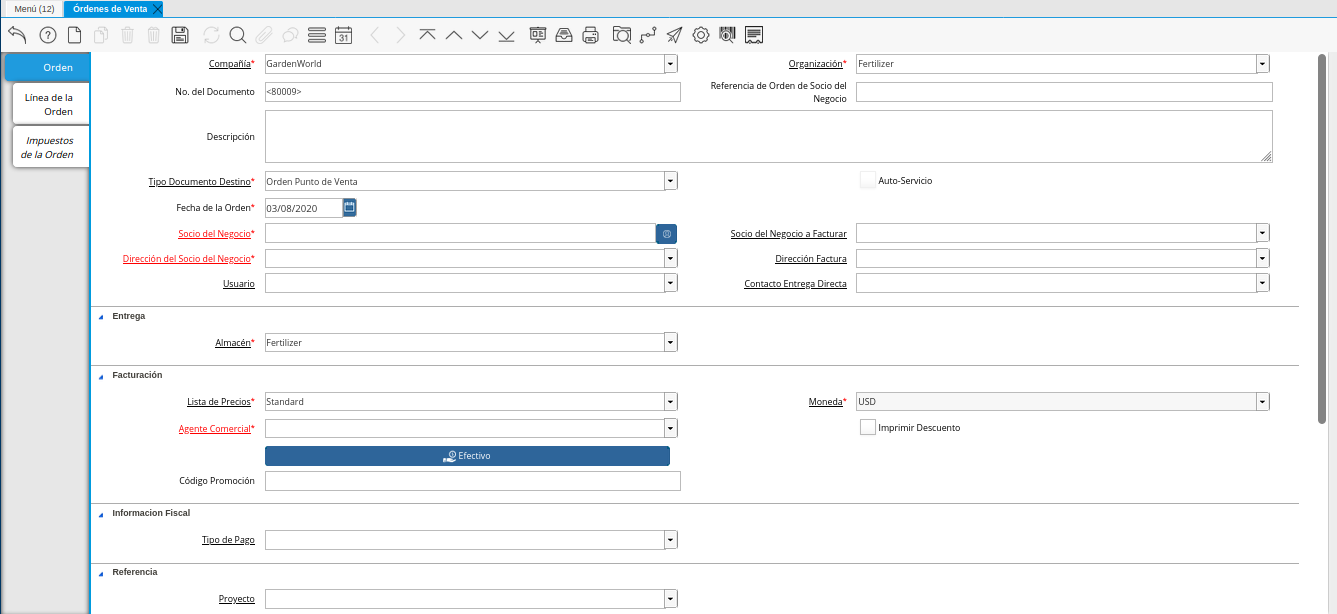 Menú (12)
Órdenes de Venta
31
Orden
Línea de la
Orden
Impuestos
de la Orden
Compañía* GardenWorld
Organización* Fertilizer
No. del Documento <80009>
Referencia de Orden de Socio del
Negocio
Descripción
Tipo Documento Destino* Orden Punto de Venta
Auto-Servicio
Fecha de la Orden* 03/08/2020
Socio del Negocio*
Socio del Negocio a Facturar
Dirección del Socio del Negocio*
Dirección Factura
Usuario
Contacto Entrega Directa
Entrega
Almacén* Fertilizer
Facturación
Lista de Precios* Standard
Moneda* USD
Agente Comercial*
Imprimir Descuento
Efectivo
Código Promoción
Informacion Fiscal
Tipo de Pago
Referencia
Proyecto